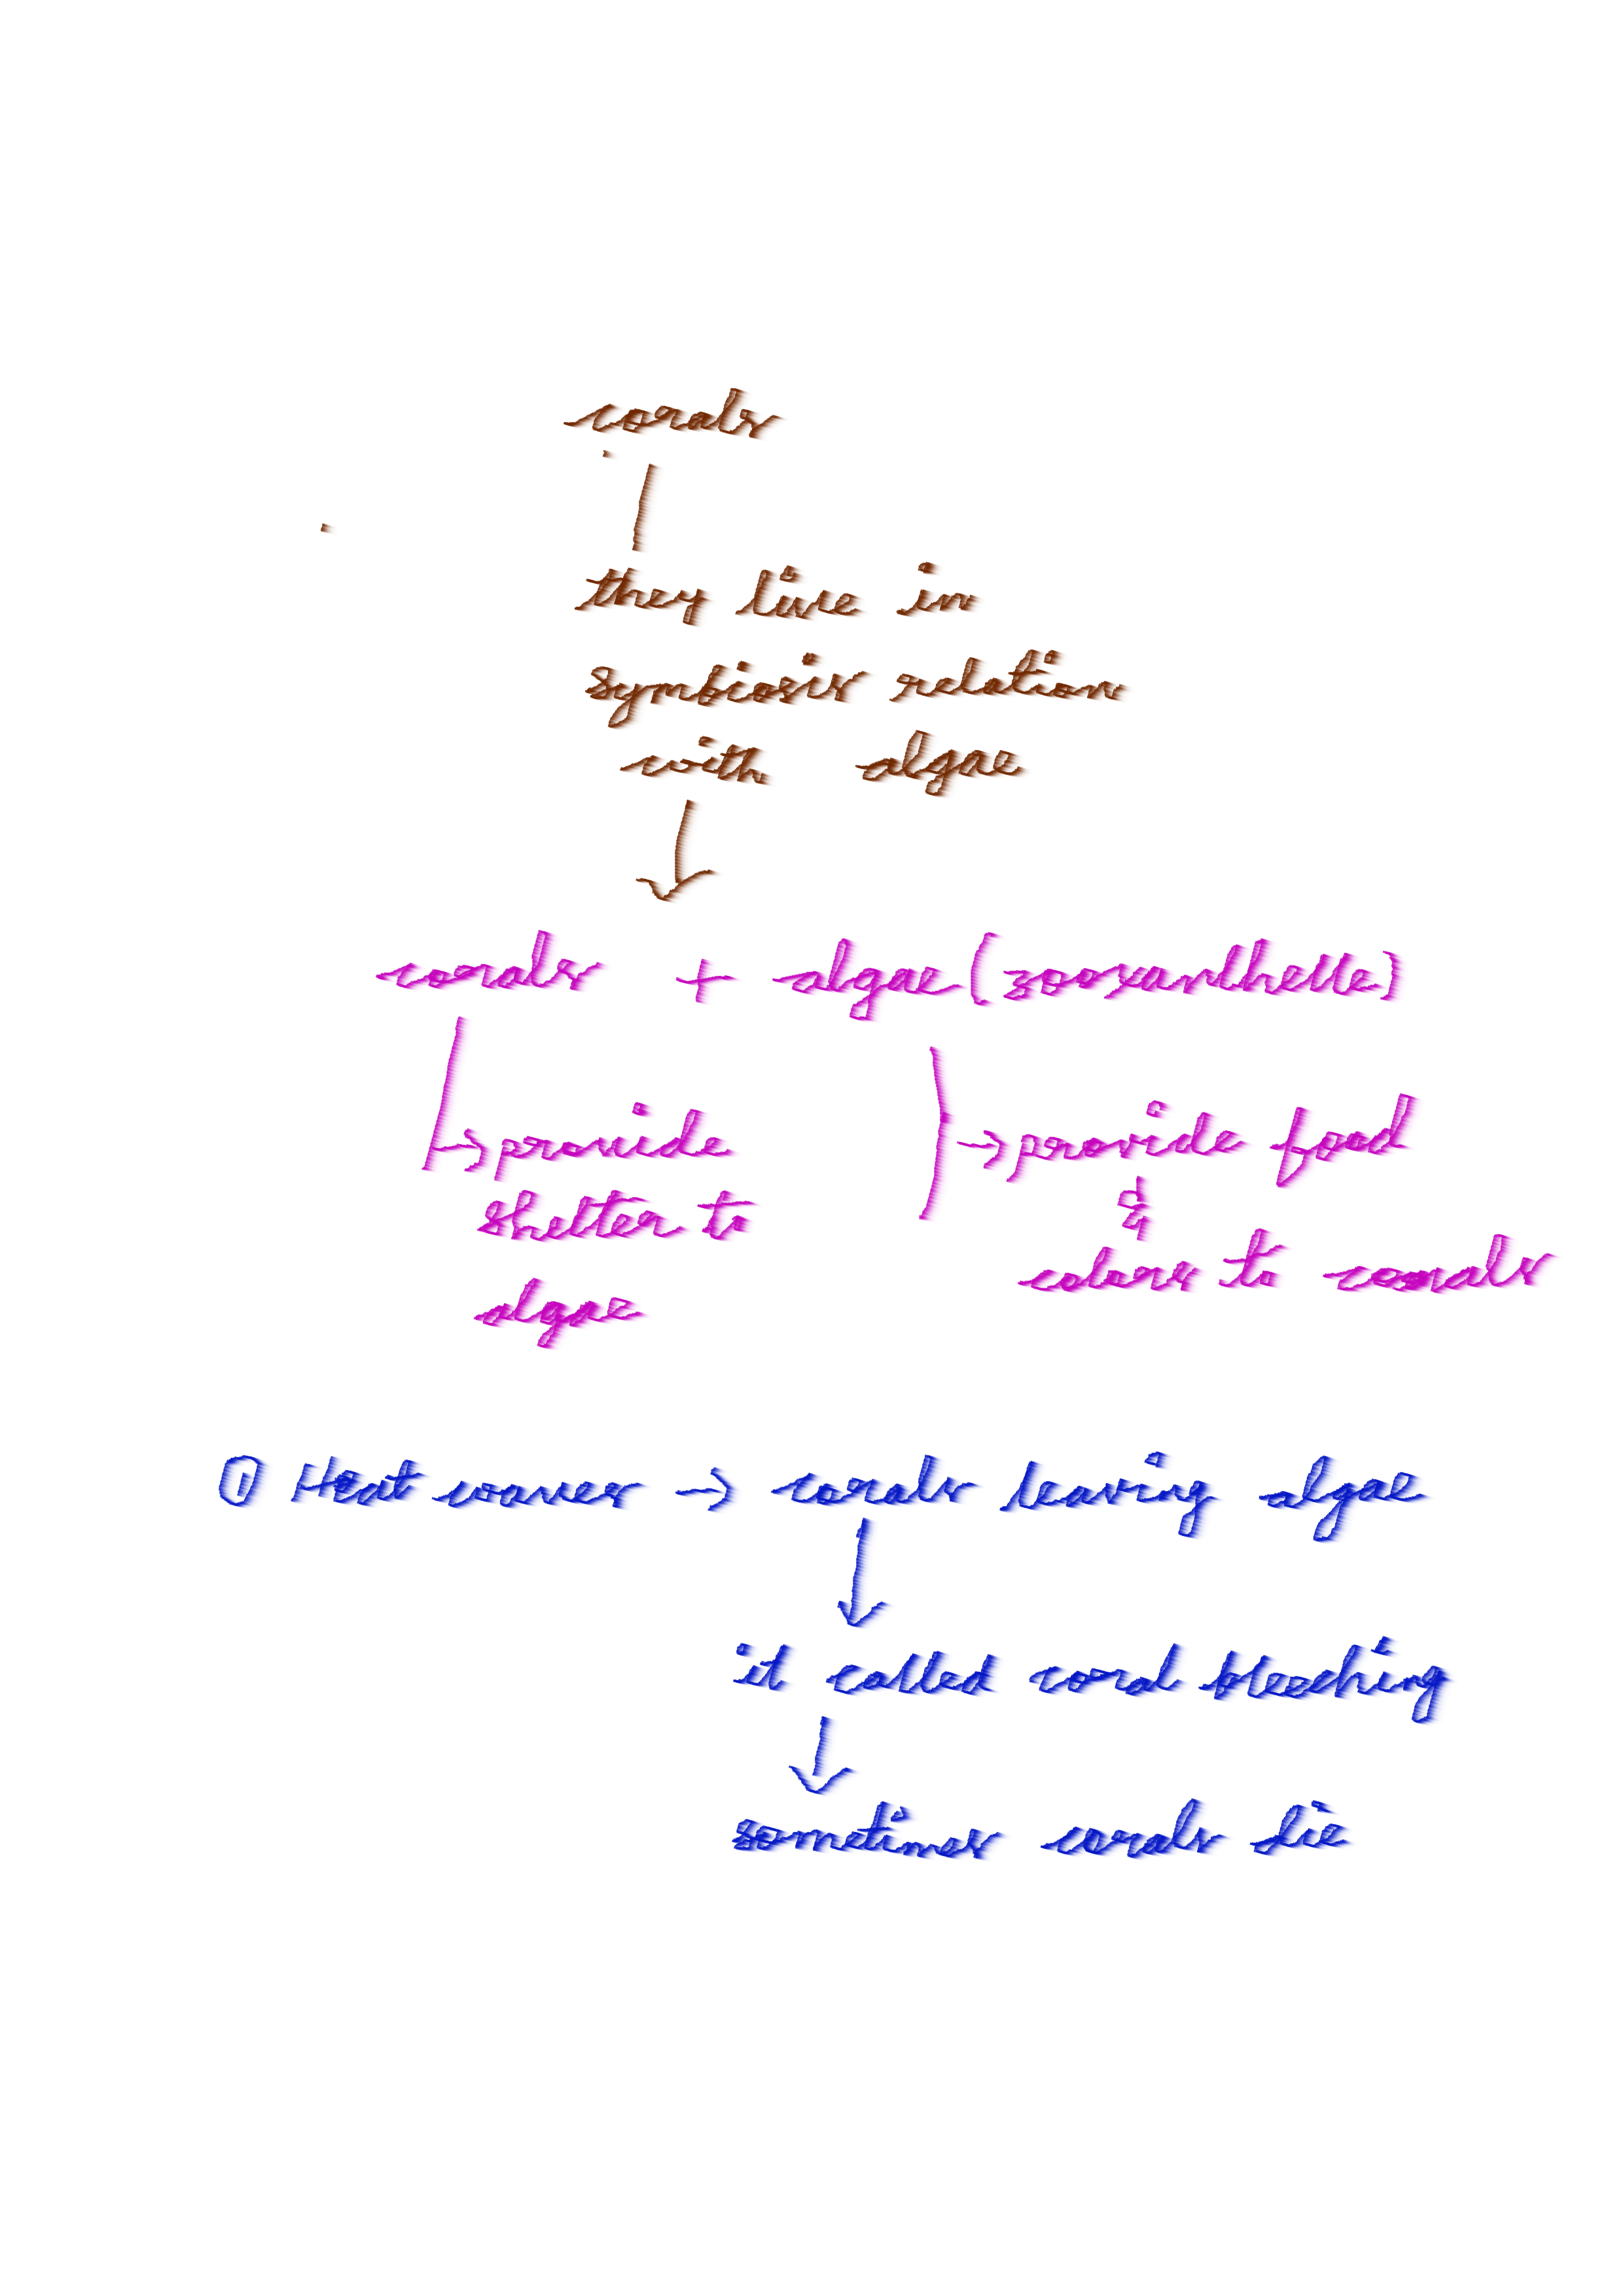 corals
they live in
symbiosis relation
with algae
corals + algae (zooxanthelle)
→ provide → provide food
shelter to &
algae colors to corals
① Heat waves → corals leaving algae
it called coral bleeching
sometimes corals die